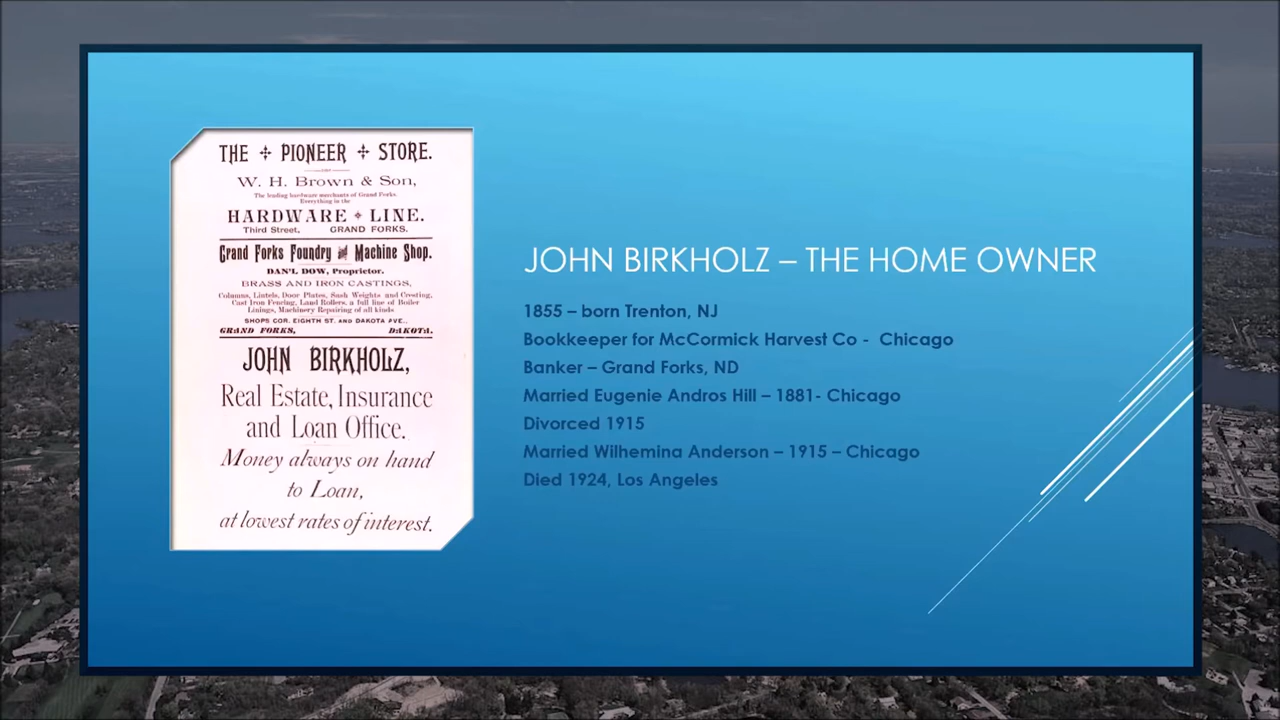 THE PIONEER STORE.
W. H. Brown & Son,
The leading hardware merchants of Grand Forks.
Everything in the
HARDWARE LINE.
Third Street, GRAND FORKS.
Grand Forks Foundry and Machine Shop.
DAN'L DOW, Proprietor.
BRASS AND IRON CASTINGS,
Columns, Lintels, Door Plates, Sash Weights and Cresting,
Cast Iron Fencing, Land Rollers, a full line of Boiler
Linings, Machinery Repairing of all kinds
SHOPS COR. EIGHTH ST. AND DAKOTA AVE.,
GRAND FORKS, DAKOTA.
JOHN BIRKHOLZ,
Real Estate, Insurance
and Loan Office.
Money always on hand
to Loan,
at lowest rates of interest.
JOHN BIRKHOLZ – THE HOME OWNER
1855 – born Trenton, NJ
Bookkeeper for McCormick Harvest Co - Chicago
Banker – Grand Forks, ND
Married Eugenie Andros Hill – 1881- Chicago
Divorced 1915
Married Wilhemina Anderson – 1915 – Chicago
Died 1924, Los Angeles